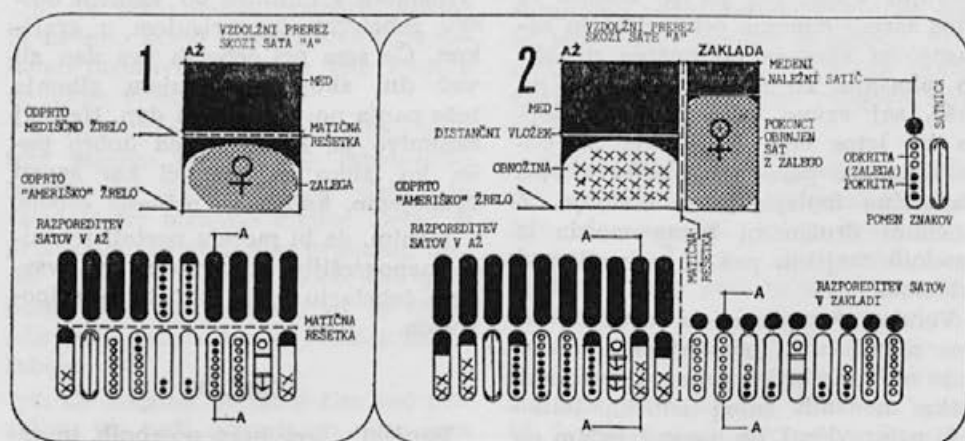 1
VZDOLŽNI PREREZ
SKOZI SATA "A"
AŽ
MED
ODPRTO
MEDIŠČNO ŽRELO
MATIČNA
REŠETKA
ZALEGA
ODPRTO
"AMERIŠKO" ŽRELO
RAZPOREDITEV
SATOV V AŽ
A
MATIČNA
REŠETKA
A
2
VZDOLŽNI PREREZ
SKOZI SATE "A"
AŽ
ZAKLADA
MEDENI
NALEŽNI SATIČ
MED
DISTANČNI VLOŽEK
OBNOŽINA
POKONCI
OBRNJEN
SAT
Z ZALEGO
ODPRTO
"AMERIŠKO" ŽRELO
MATIČNA
REŠETKA
SATNICA
ODKRITA
(ZALEGA)
POKRITA
POMEN ZNAKOV
RAZPOREDITEV
SATOV V AŽ
A
A
RAZPOREDITEV SATOV
V ZAKLADI
A
A